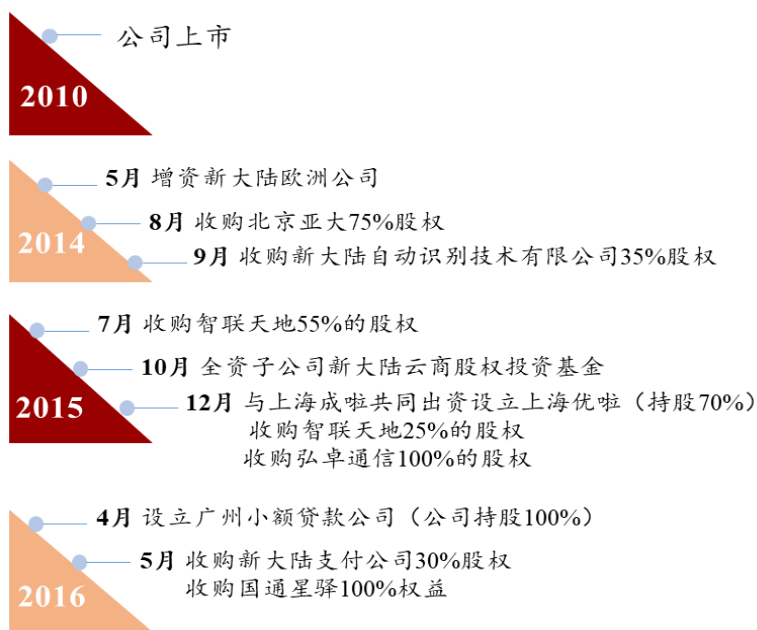 公司上市
2010
5月 增资新大陆欧洲公司
8月 收购北京亚大75%股权
2014
9月 收购新大陆自动识别技术有限公司35%股权
7月 收购智联天地55%的股权
10月 全资子公司新大陆云商股权投资基金
2015
12月 与上海成啦共同出资设立上海优啦（持股70%）
收购智联天地25%的股权
收购弘卓通信100%的股权
4月 设立广州小额贷款公司（公司持股100%）
5月 收购新大陆支付公司30%股权
收购国通星驿100%权益
2016